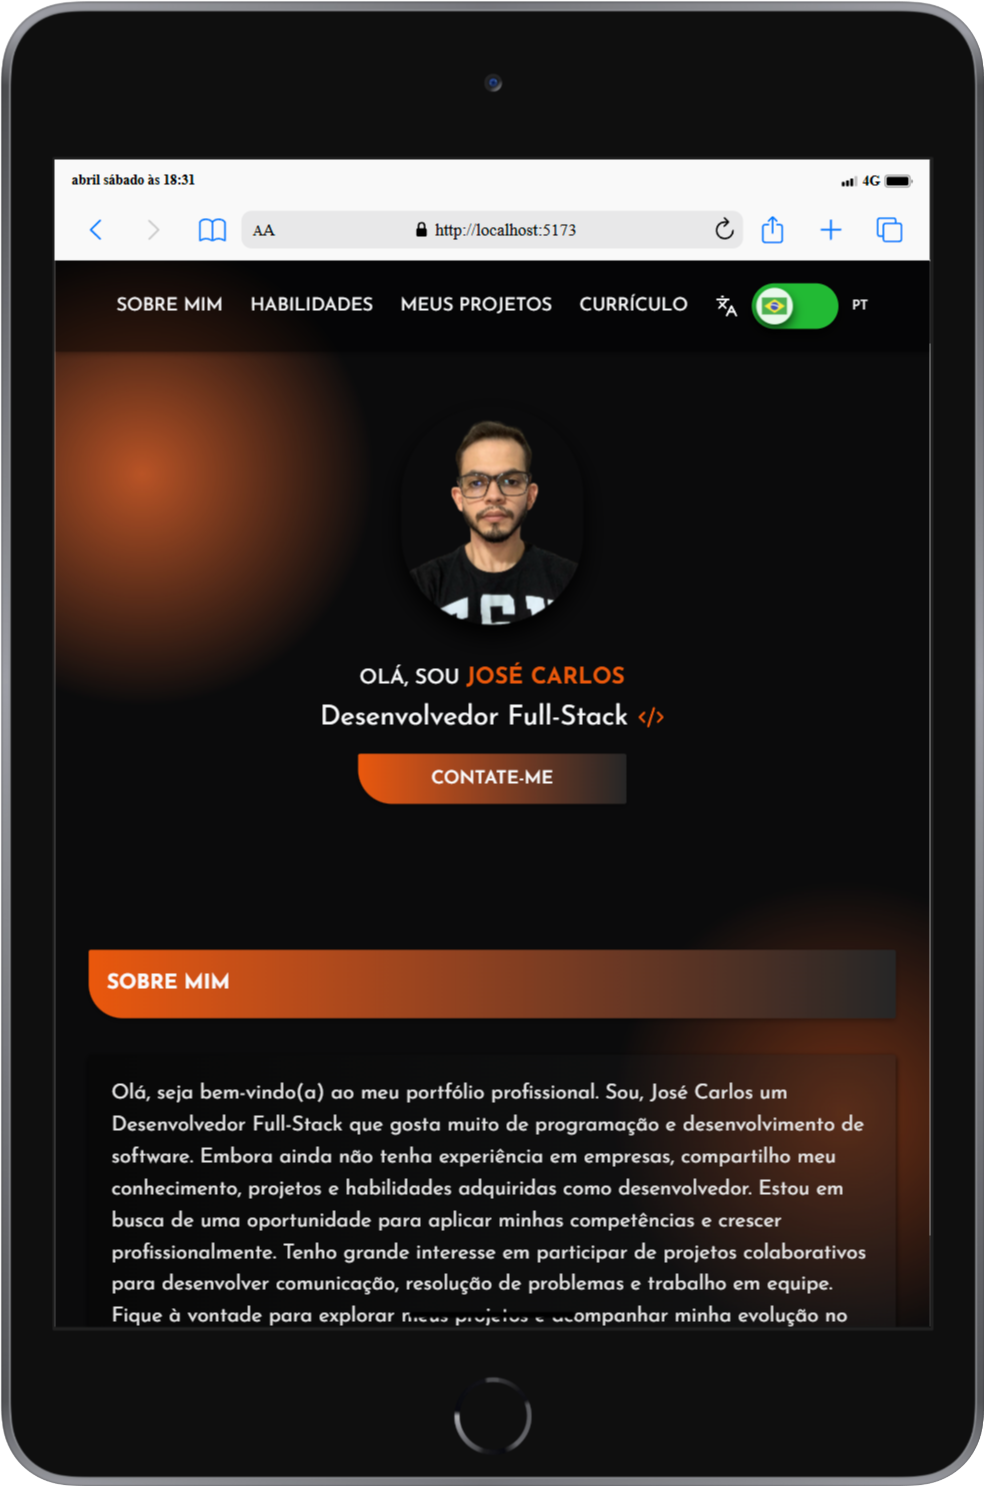 abril sábado às 18:31
4G
AA
http://localhost:5173
SOBRE MIM HABILIDADES MEUS PROJETOS CURRÍCULO PT
OLÁ, SOU JOSÉ CARLOS
Desenvolvedor Full-Stack </>
CONTATE-ME
SOBRE MIM
Olá, seja bem-vindo(a) ao meu portfólio profissional. Sou, José Carlos um
Desenvolvedor Full-Stack que gosta muito de programação e desenvolvimento de
software. Embora ainda não tenha experiência em empresas, compartilho meu
conhecimento, projetos e habilidades adquiridas como desenvolvedor. Estou em
busca de uma oportunidade para aplicar minhas competências e crescer
profissionalmente. Tenho grande interesse em participar de projetos colaborativos
para desenvolver comunicação, resolução de problemas e trabalho em equipe.
Fique à vontade para explorar meus projetos e acompanhar minha evolução no